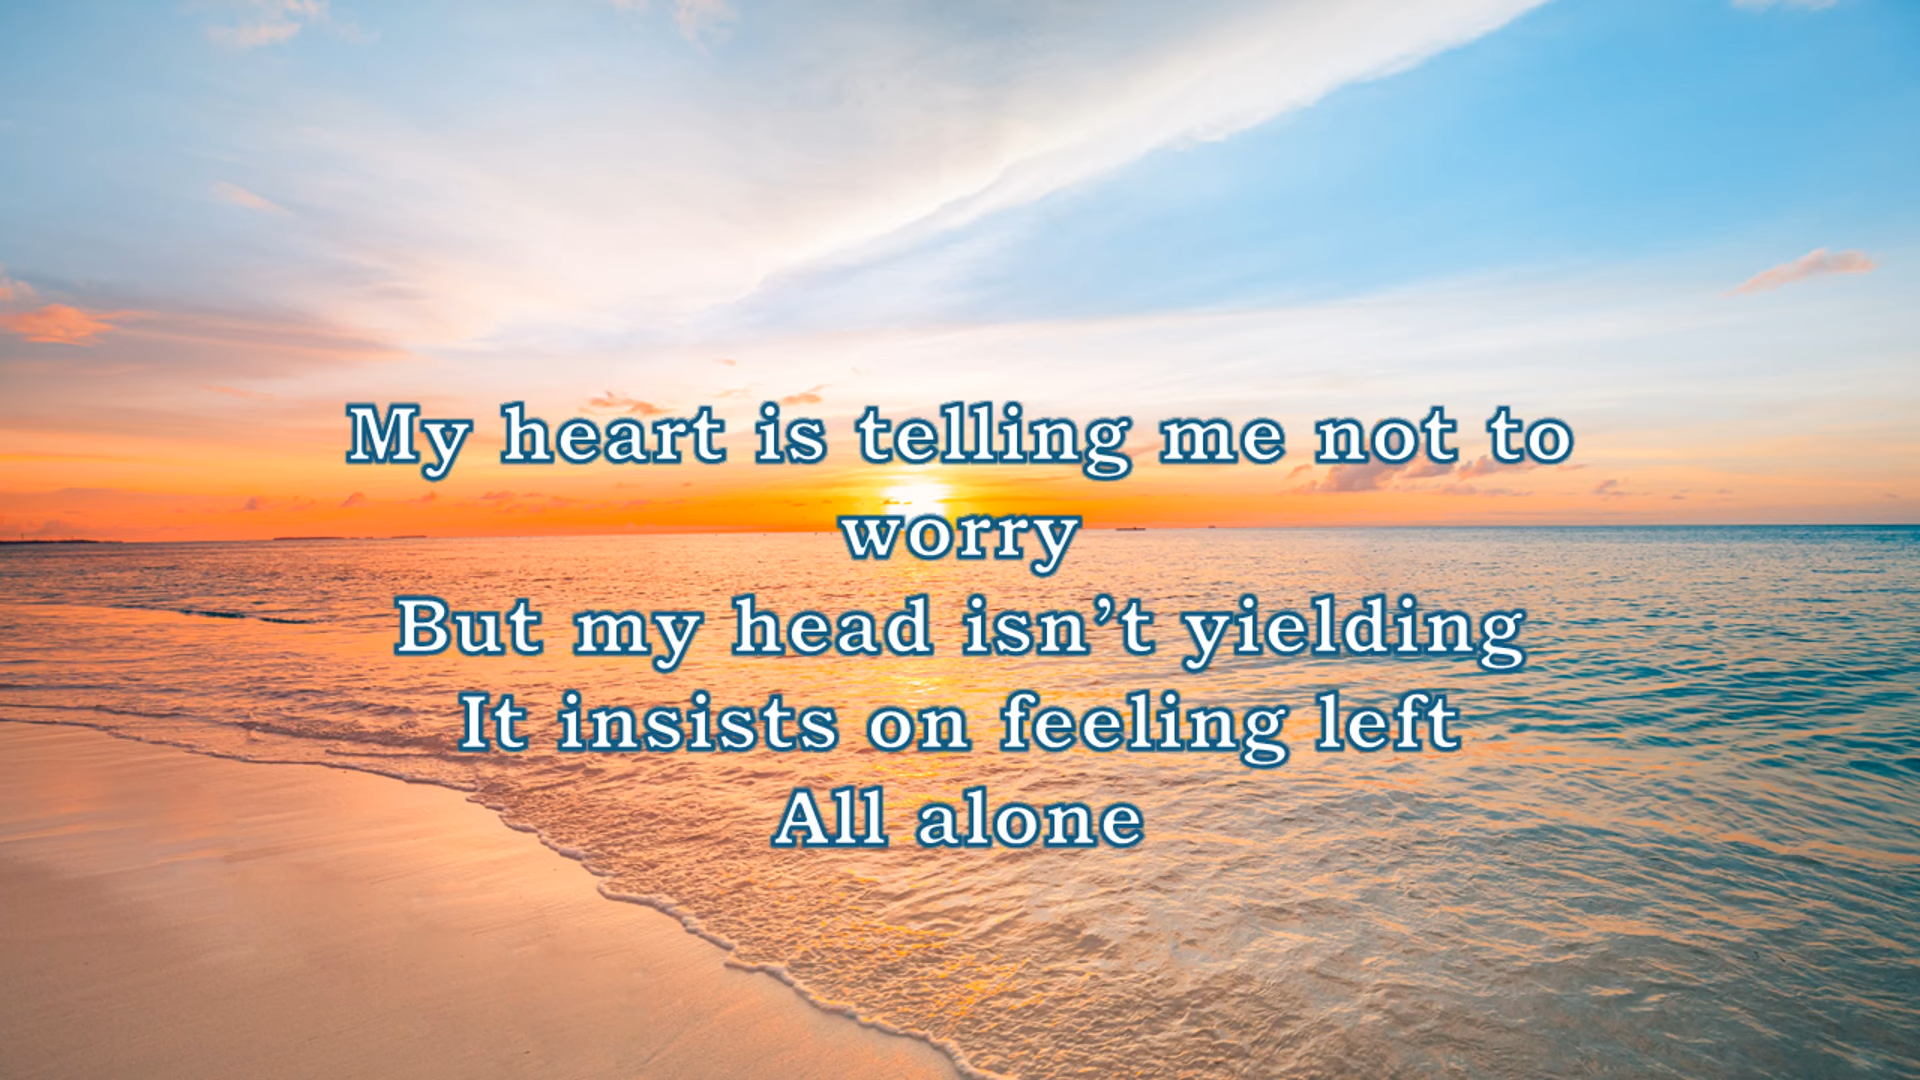 My heart is telling me not to
worry
But my head isn’t yielding
It insists on feeling left
All alone